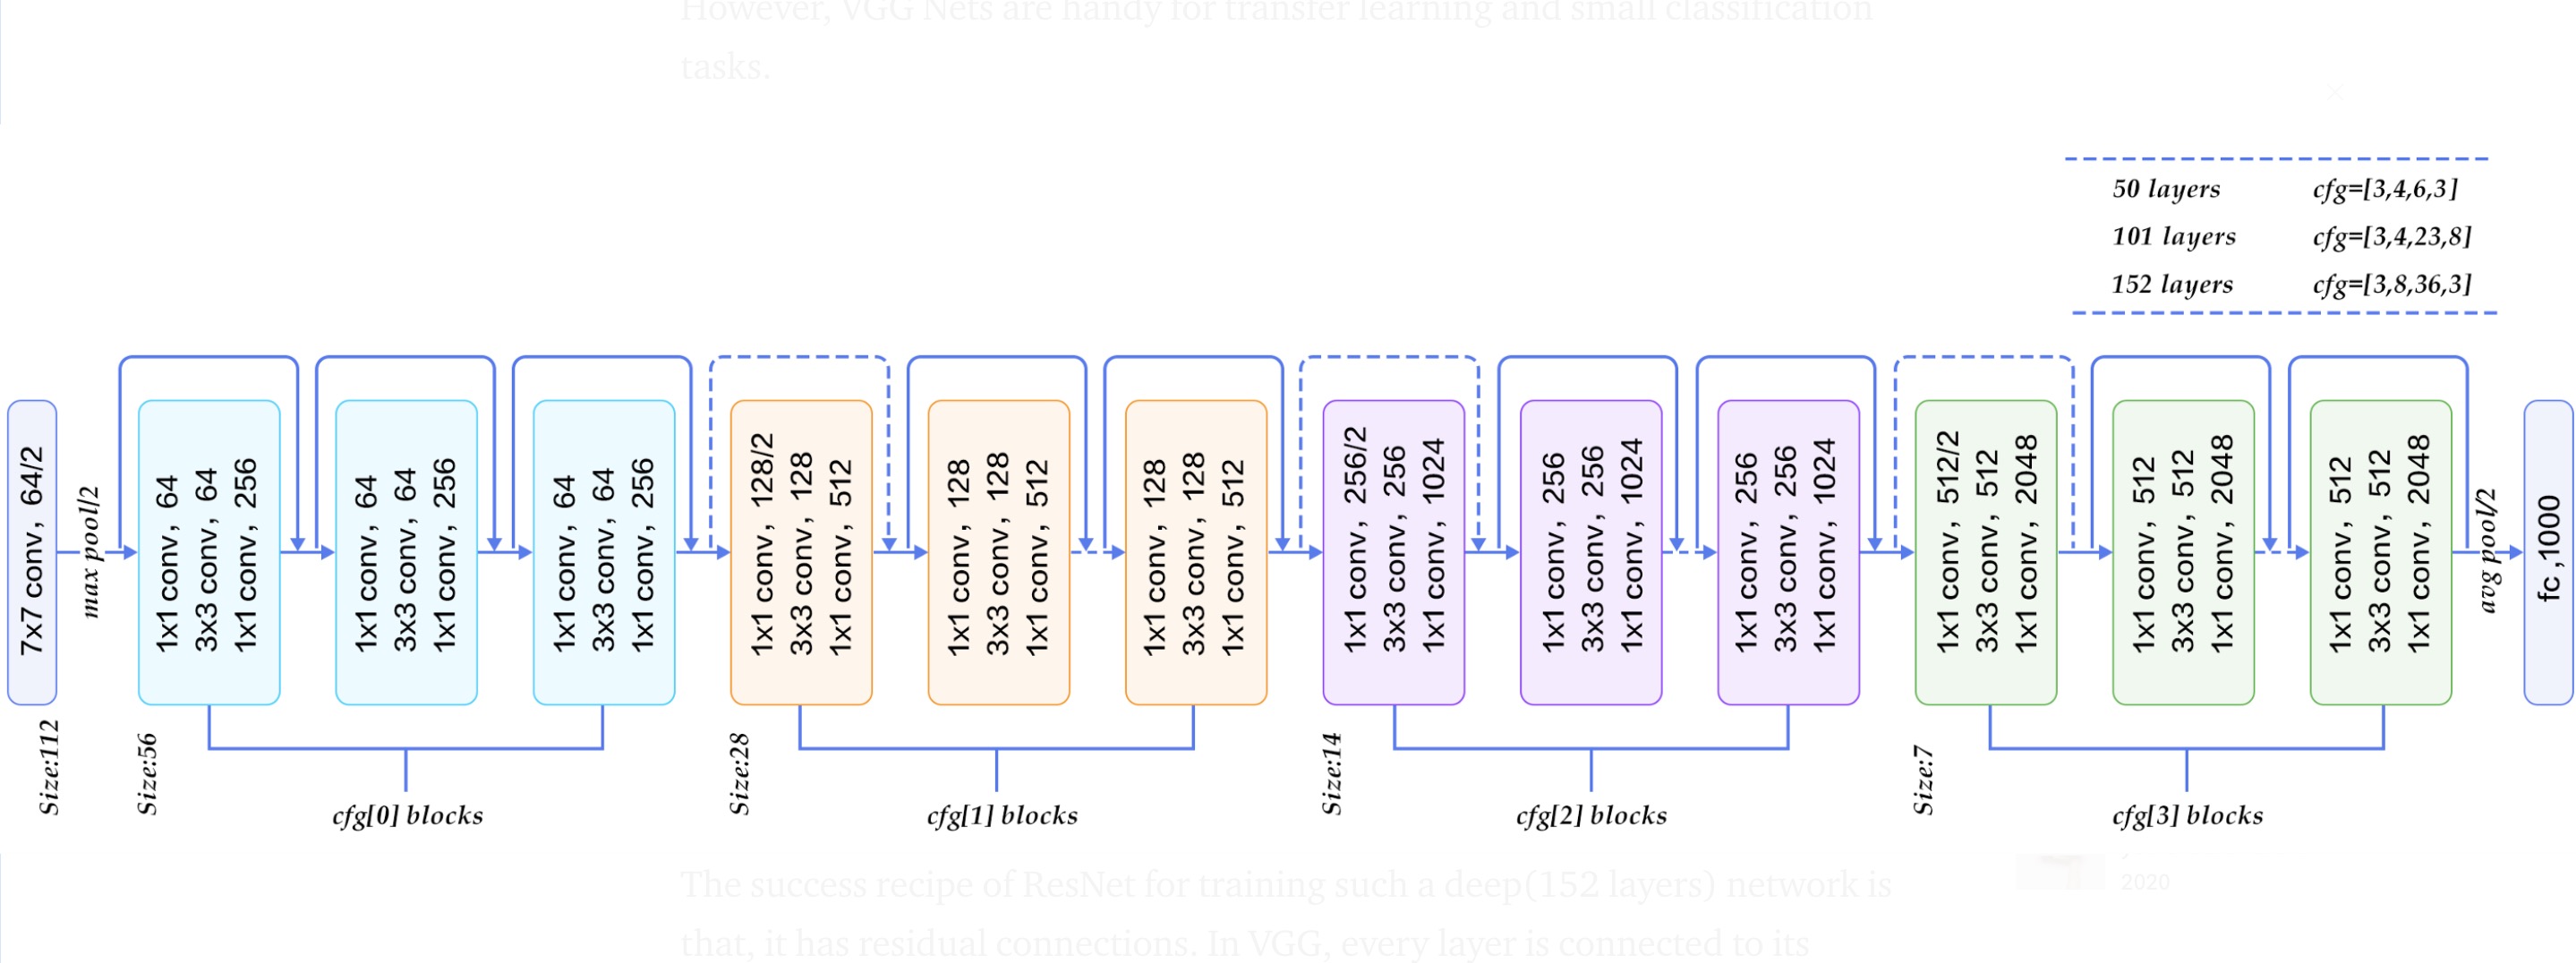 However, VGG Nets are handy for transfer learning and small classification
tasks.
50 layers cfg=[3,4,6,3]
101 layers cfg=[3,4,23,8]
152 layers cfg=[3,8,36,3]
7x7 conv, 64/2
max pool/2
1x1 conv, 64
3x3 conv, 64
1x1 conv, 256
1x1 conv, 64
3x3 conv, 64
1x1 conv, 256
1x1 conv, 64
3x3 conv, 64
1x1 conv, 256
1x1 conv, 128/2
3x3 conv, 128
1x1 conv, 512
1x1 conv, 128
3x3 conv, 128
1x1 conv, 512
1x1 conv, 128
3x3 conv, 128
1x1 conv, 512
1x1 conv, 256/2
3x3 conv, 256
1x1 conv, 1024
1x1 conv, 256
3x3 conv, 256
1x1 conv, 1024
1x1 conv, 256
3x3 conv, 256
1x1 conv, 1024
1x1 conv, 512/2
3x3 conv, 512
1x1 conv, 2048
1x1 conv, 512
3x3 conv, 512
1x1 conv, 2048
1x1 conv, 512
3x3 conv, 512
1x1 conv, 2048
avg pool/2
fc ,1000
Size:112
Size:56
Size:28
Size:14
Size:7
cfg[0] blocks
cfg[1] blocks
cfg[2] blocks
cfg[3] blocks
2020
The success recipe of ResNet for training such a deep(152 layers) network is
that, it has residual connections. In VGG, every layer is connected to its